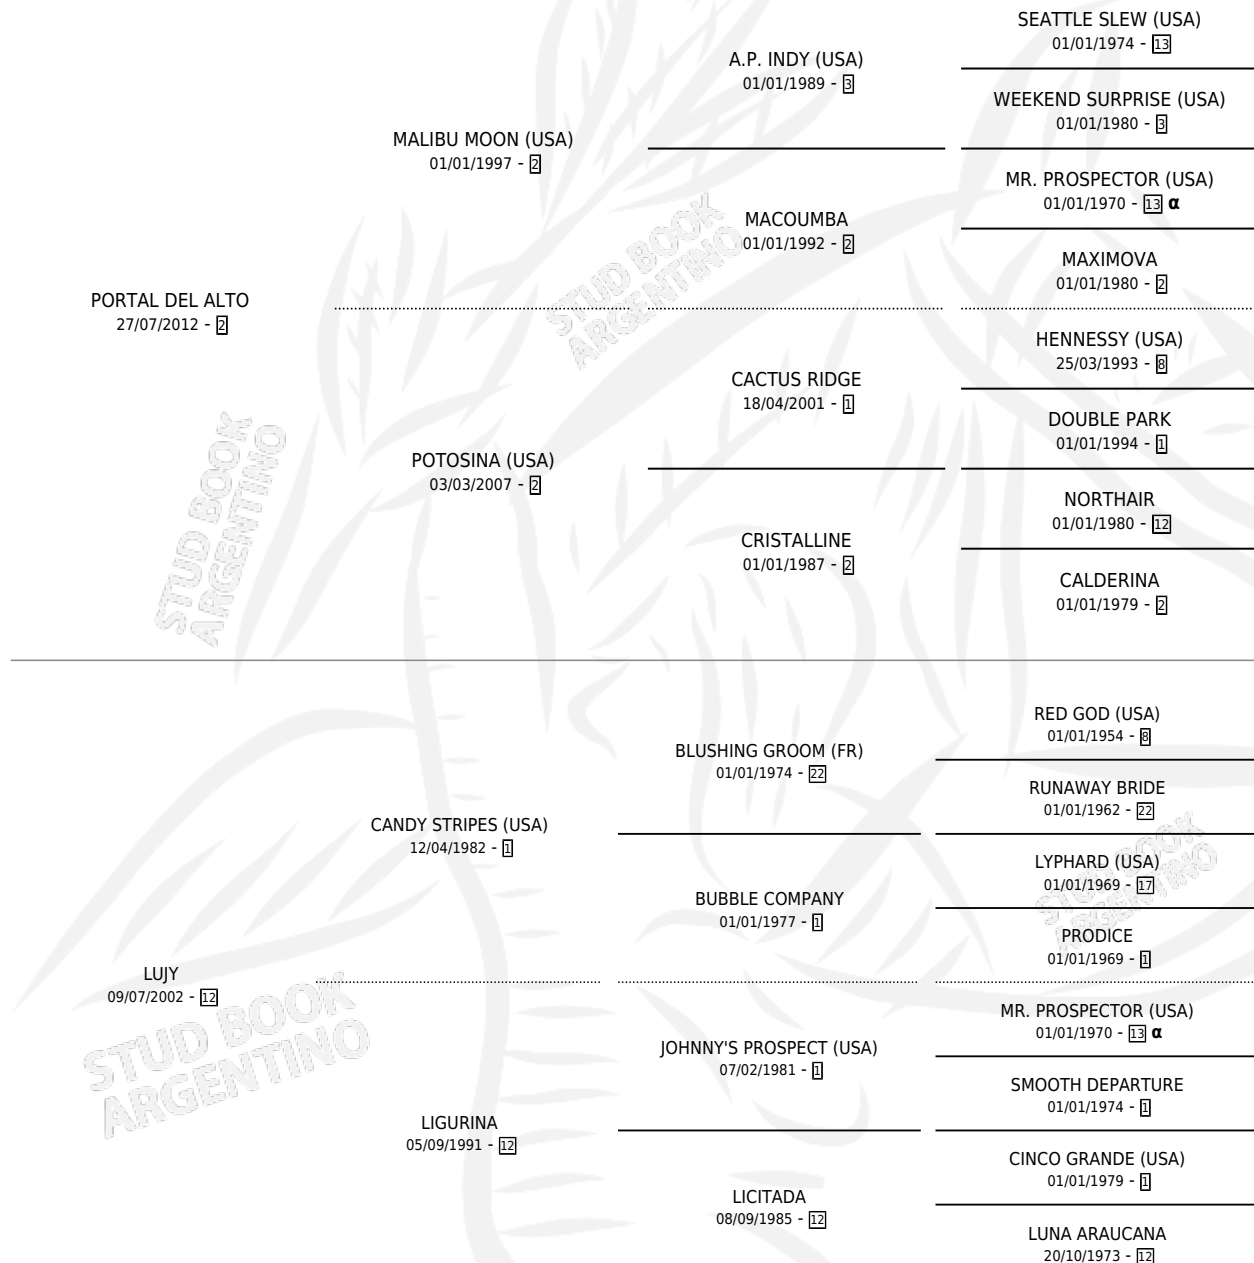 SEATTLE SLEW (USA)
01/01/1974 - 13
A.P. INDY (USA)
01/01/1989 - 3
WEEKEND SURPRISE (USA)
01/01/1980 - 3
MALIBU MOON (USA)
01/01/1997 - 2
MR. PROSPECTOR (USA)
01/01/1970 - 13 α
MACOUMBA
01/01/1992 - 2
MAXIMOVA
01/01/1980 - 2
PORTAL DEL ALTO
27/07/2012 - 2
HENNESSY (USA)
25/03/1993 - 8
CACTUS RIDGE
18/04/2001 - 1
DOUBLE PARK
01/01/1994 - 1
POTOSINA (USA)
03/03/2007 - 2
NORTHAIR
01/01/1980 - 12
CRISTALLINE
01/01/1987 - 2
CALDERINA
01/01/1979 - 2
RED GOD (USA)
01/01/1954 - 8
BLUSHING GROOM (FR)
01/01/1974 - 22
RUNAWAY BRIDE
01/01/1962 - 22
CANDY STRIPES (USA)
12/04/1982 - 1
LYPHARD (USA)
01/01/1969 - 17
BUBBLE COMPANY
01/01/1977 - 1
PRODICE
01/01/1969 - 1
LUJY
09/07/2002 - 12
MR. PROSPECTOR (USA)
01/01/1970 - 13 α
JOHNNY'S PROSPECT (USA)
07/02/1981 - 1
SMOOTH DEPARTURE
01/01/1974 - 1
LIGURINA
05/09/1991 - 12
CINCO GRANDE (USA)
01/01/1979 - 1
LICITADA
08/09/1985 - 12
LUNA ARAUCANA
20/10/1973 - 12
STUD BOOK
ARGENTINO
STUD BOOK
ARGENTINO
STUD BOOK
ARGENTINO
STUD BOOK
ARGENTINO